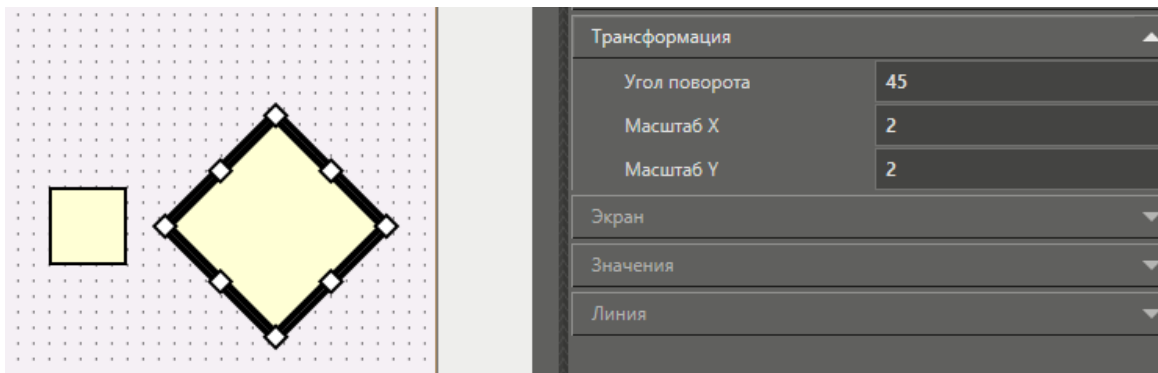 Трансформация
Угол поворота 45
Масштаб X 2
Масштаб Y 2
Экран
Значения
Линия